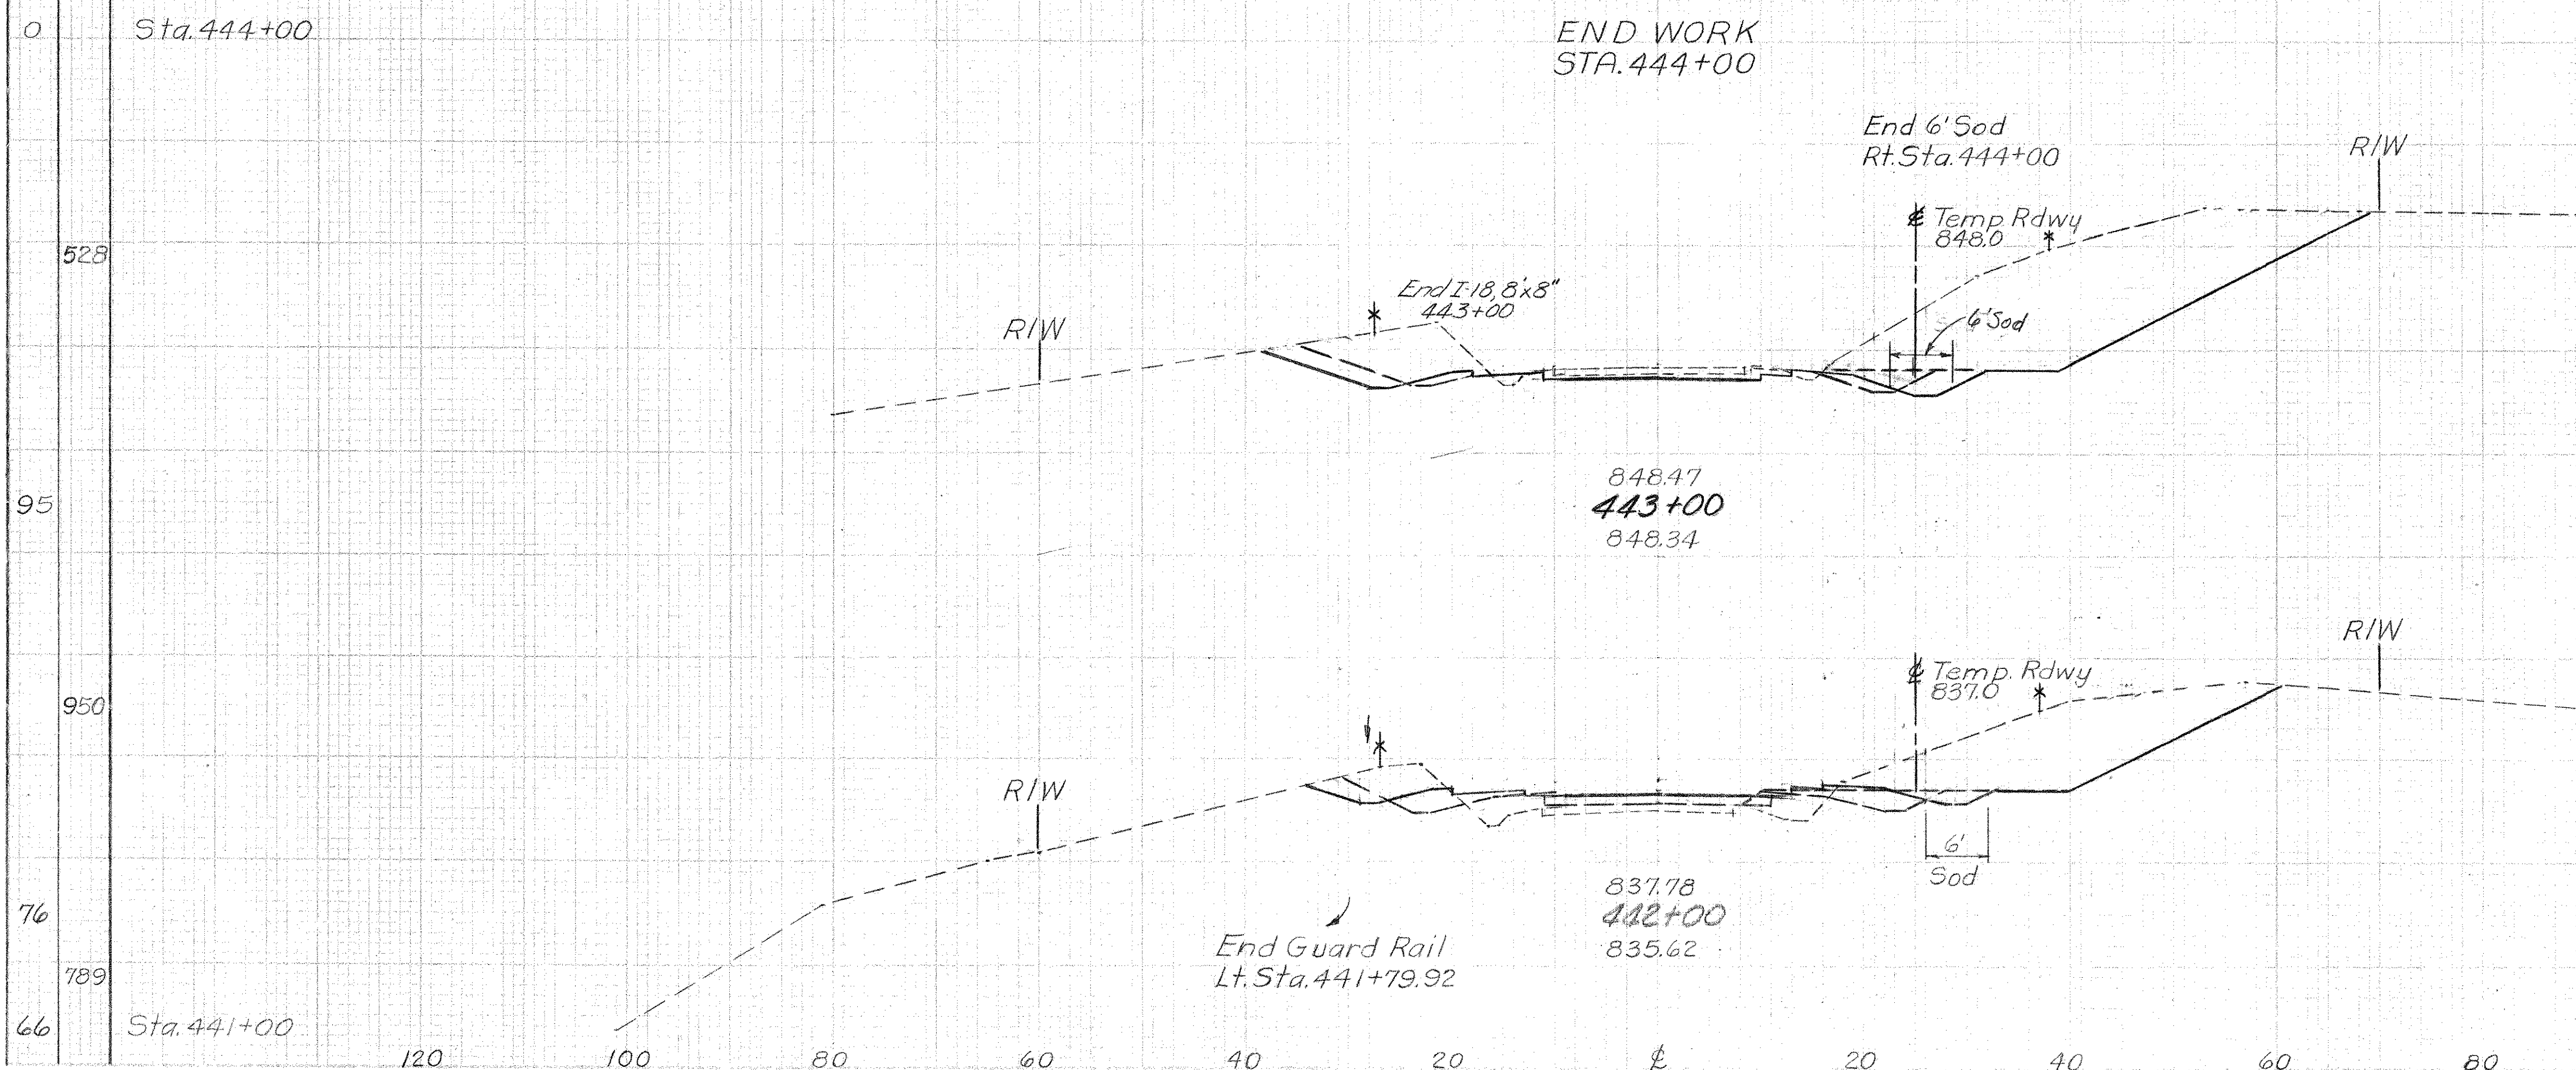 0
Sta. 444+00
END WORK
STA. 444+00
End 6' Sod
Rt. Sta. 444+00
R/W
℄ Temp. Rdwy
848.0
528
End I-18, 8'x8"
443+00
R/W
6' Sod
848.47
95
443+00
848.34
R/W
℄ Temp. Rdwy
837.0
950
R/W
6'
Sod
837.78
76
442+00
835.62
End Guard Rail
Lt. Sta. 441+79.92
789
66
Sta. 441+00
120 100 80 60 40 20 ℄ 20 40 60 80